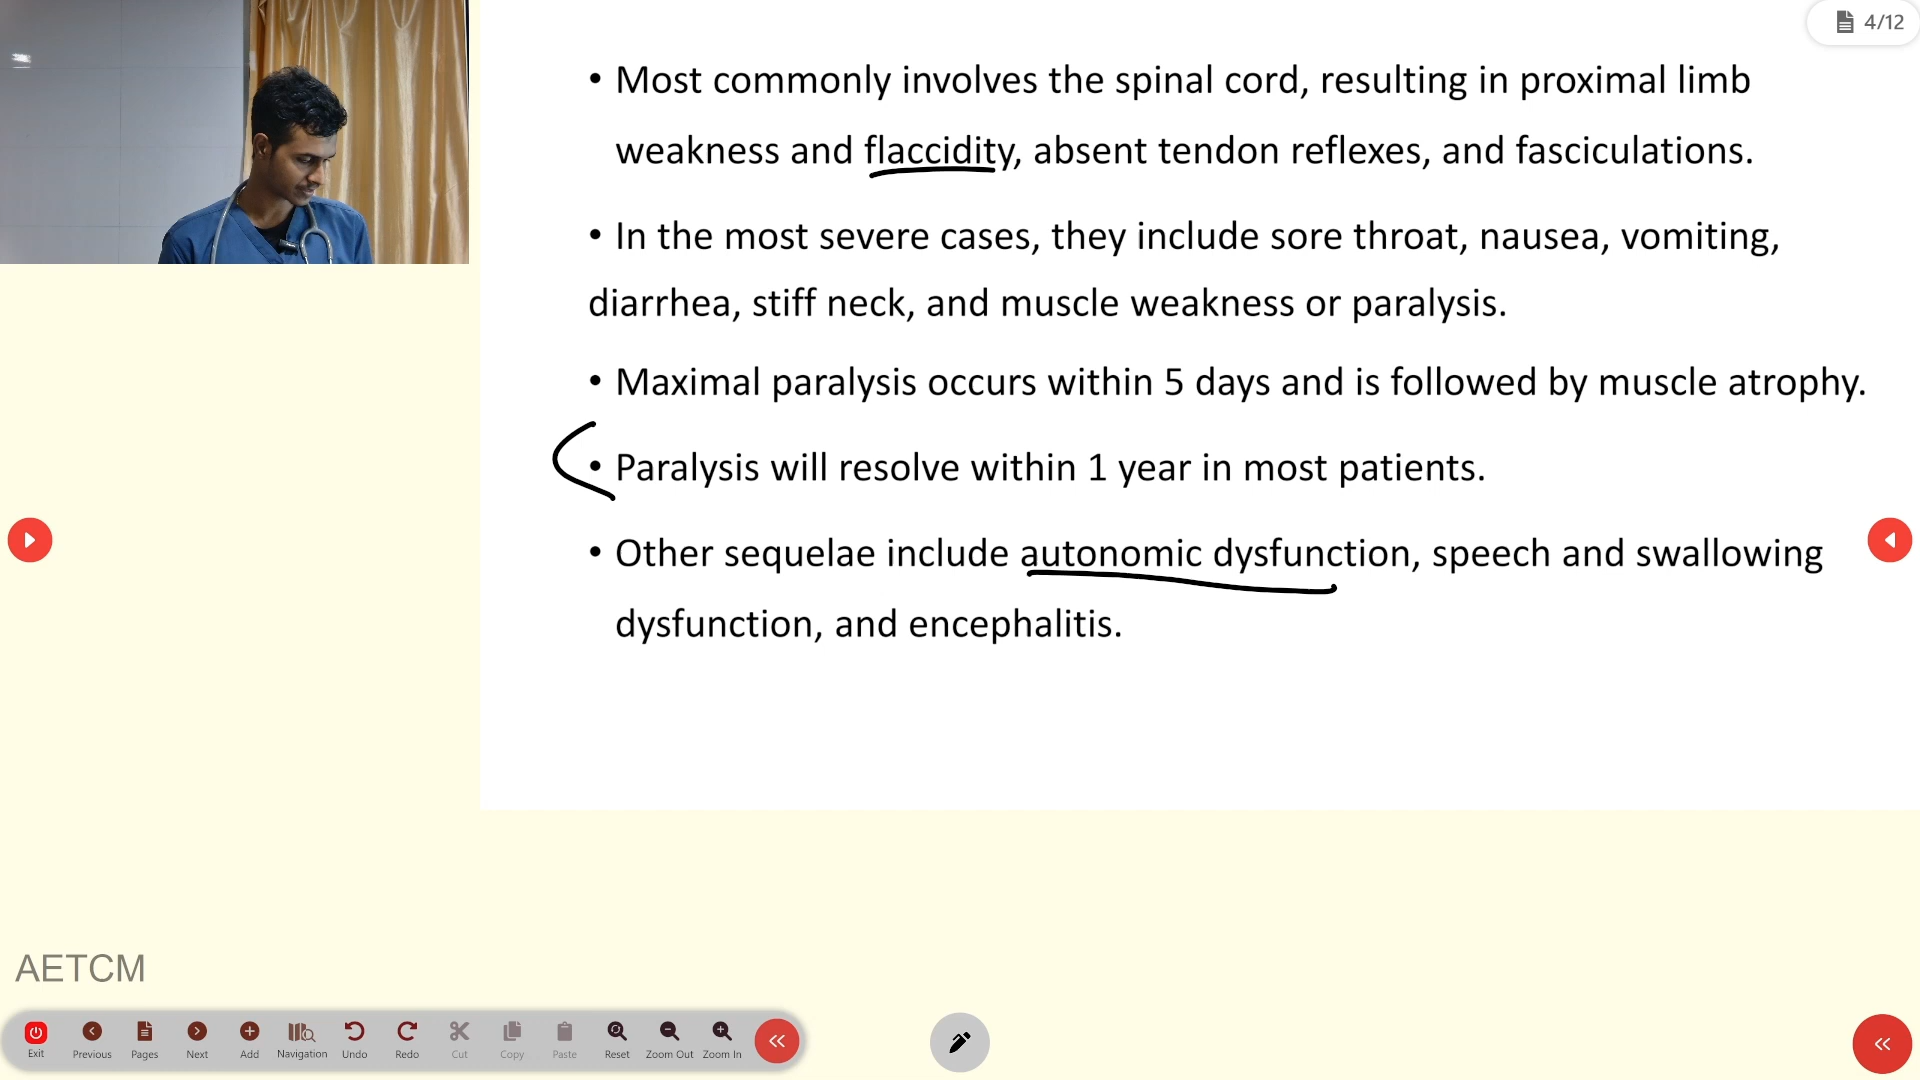 4/12
• Most commonly involves the spinal cord, resulting in proximal limb
weakness and flaccidity, absent tendon reflexes, and fasciculations.
• In the most severe cases, they include sore throat, nausea, vomiting,
diarrhea, stiff neck, and muscle weakness or paralysis.
• Maximal paralysis occurs within 5 days and is followed by muscle atrophy.
• Paralysis will resolve within 1 year in most patients.
• Other sequelae include autonomic dysfunction, speech and swallowing
dysfunction, and encephalitis.
AETCM
Exit Previous Pages Next Add Navigation Undo Redo Cut Copy Paste Reset Zoom Out Zoom In